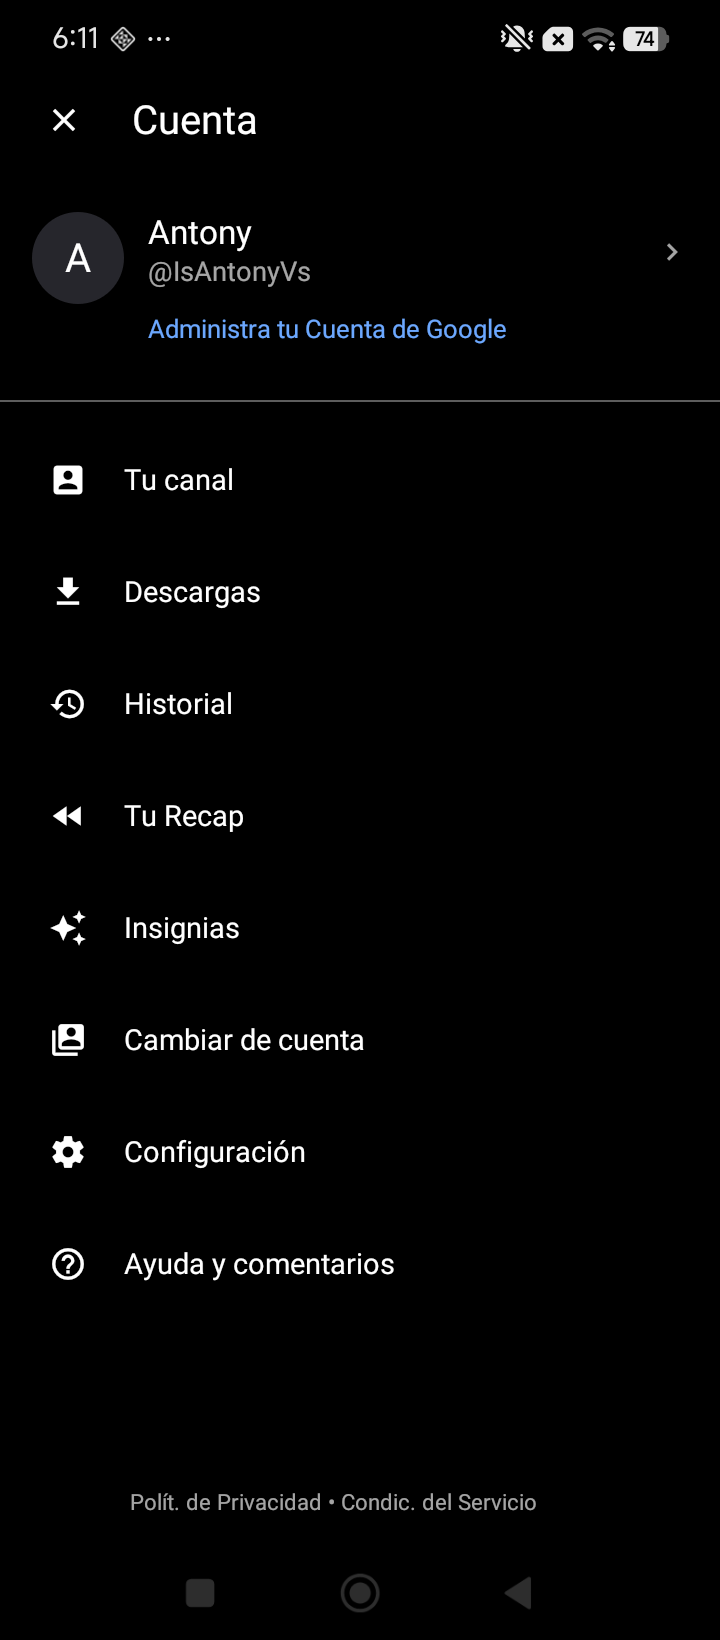 6:11
74
Cuenta
A
Antony
@IsAntonyVs
Administra tu Cuenta de Google
Tu canal
Descargas
Historial
Tu Recap
Insignias
Cambiar de cuenta
Configuración
Ayuda y comentarios
Polít. de Privacidad • Condic. del Servicio